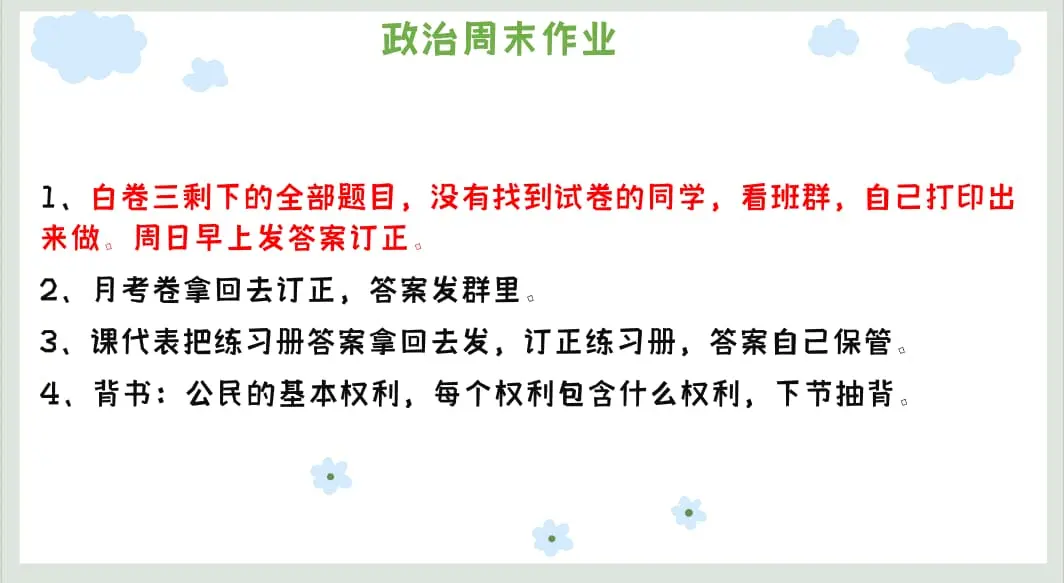 政治周末作业
1、白卷三剩下的全部题目，没有找到试卷的同学，看班群，自己打印出
来做。周日早上发答案订正。
2、月考卷拿回去订正，答案发群里。
3、课代表把练习册答案拿回去发，订正练习册，答案自己保管。
4、背书：公民的基本权利，每个权利包含什么权利，下节抽背。